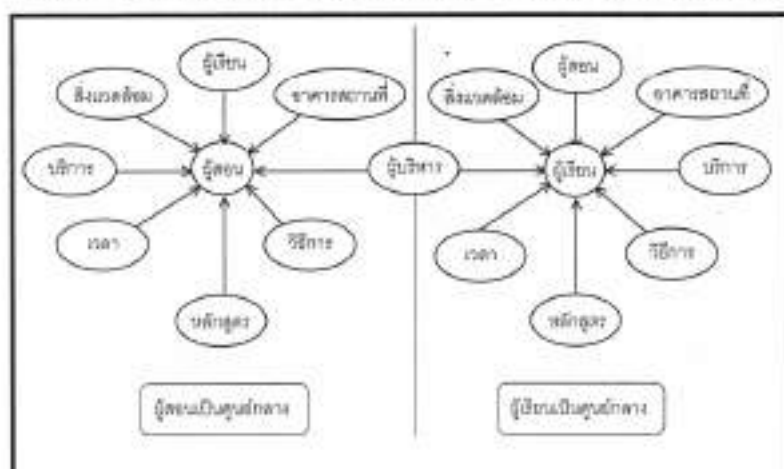 ผู้เรียน
สิ่งแวดล้อม
อาคารสถานที่
บริการ
ผู้สอน
ผู้บริหาร
เวลา
วิธีการ
หลักสูตร
ผู้สอนเป็นศูนย์กลาง
ผู้สอน
สิ่งแวดล้อม
อาคารสถานที่
ผู้เรียน
บริการ
เวลา
วิธีการ
หลักสูตร
ผู้เรียนเป็นศูนย์กลาง